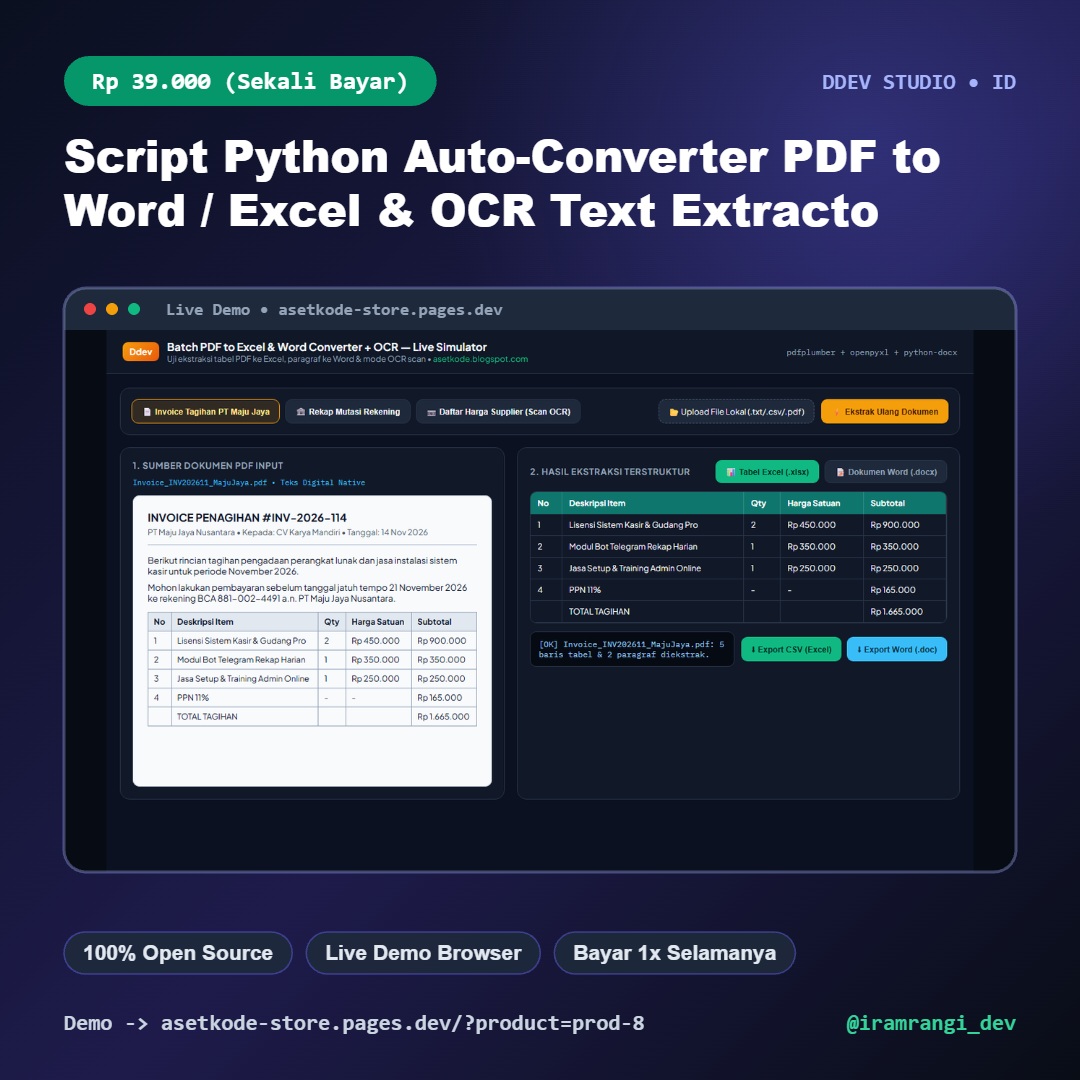 Rp 39.000 (Sekali Bayar)
DDEV STUDIO • ID
Script Python Auto-Converter PDF to
Word / Excel & OCR Text Extracto
Live Demo • asetkode-store.pages.dev
Ddev
Batch PDF to Excel & Word Converter + OCR — Live Simulator
Uji ekstraksi tabel PDF ke Excel, paragraf ke Word & mode OCR scan • asetkode.blogspot.com
pdfplumber + openpyxl + python-docx
Invoice Tagihan PT Maju Jaya
Rekap Mutasi Rekening
Daftar Harga Supplier (Scan OCR)
Upload File Lokal (.txt/.csv/.pdf)
Ekstrak Ulang Dokumen
1. SUMBER DOKUMEN PDF INPUT
Invoice_INV202611_MajuJaya.pdf • Teks Digital Native
INVOICE PENAGIHAN #INV-2026-114
PT Maju Jaya Nusantara • Kepada: CV Karya Mandiri • Tanggal: 14 Nov 2026
Berikut rincian tagihan pengadaan perangkat lunak dan jasa instalasi sistem
kasir untuk periode November 2026.
Mohon lakukan pembayaran sebelum tanggal jatuh tempo 21 November 2026
ke rekening BCA 881-002-4491 a.n. PT Maju Jaya Nusantara.
No Deskripsi Item Qty Harga Satuan Subtotal
1 Lisensi Sistem Kasir & Gudang Pro 2 Rp 450.000 Rp 900.000
2 Modul Bot Telegram Rekap Harian 1 Rp 350.000 Rp 350.000
3 Jasa Setup & Training Admin Online 1 Rp 250.000 Rp 250.000
4 PPN 11% - - Rp 165.000
TOTAL TAGIHAN Rp 1.665.000
2. HASIL EKSTRAKSI TERSTRUKTUR
Tabel Excel (.xlsx)
Dokumen Word (.docx)
No Deskripsi Item Qty Harga Satuan Subtotal
1 Lisensi Sistem Kasir & Gudang Pro 2 Rp 450.000 Rp 900.000
2 Modul Bot Telegram Rekap Harian 1 Rp 350.000 Rp 350.000
3 Jasa Setup & Training Admin Online 1 Rp 250.000 Rp 250.000
4 PPN 11% - - Rp 165.000
TOTAL TAGIHAN Rp 1.665.000
[OK] Invoice_INV202611_MajuJaya.pdf: 5
baris tabel & 2 paragraf diekstrak.
⬇ Export CSV (Excel)
⬇ Export Word (.doc)
100% Open Source
Live Demo Browser
Bayar 1x Selamanya
Demo -> asetkode-store.pages.dev/?product=prod-8
@iramrangi_dev